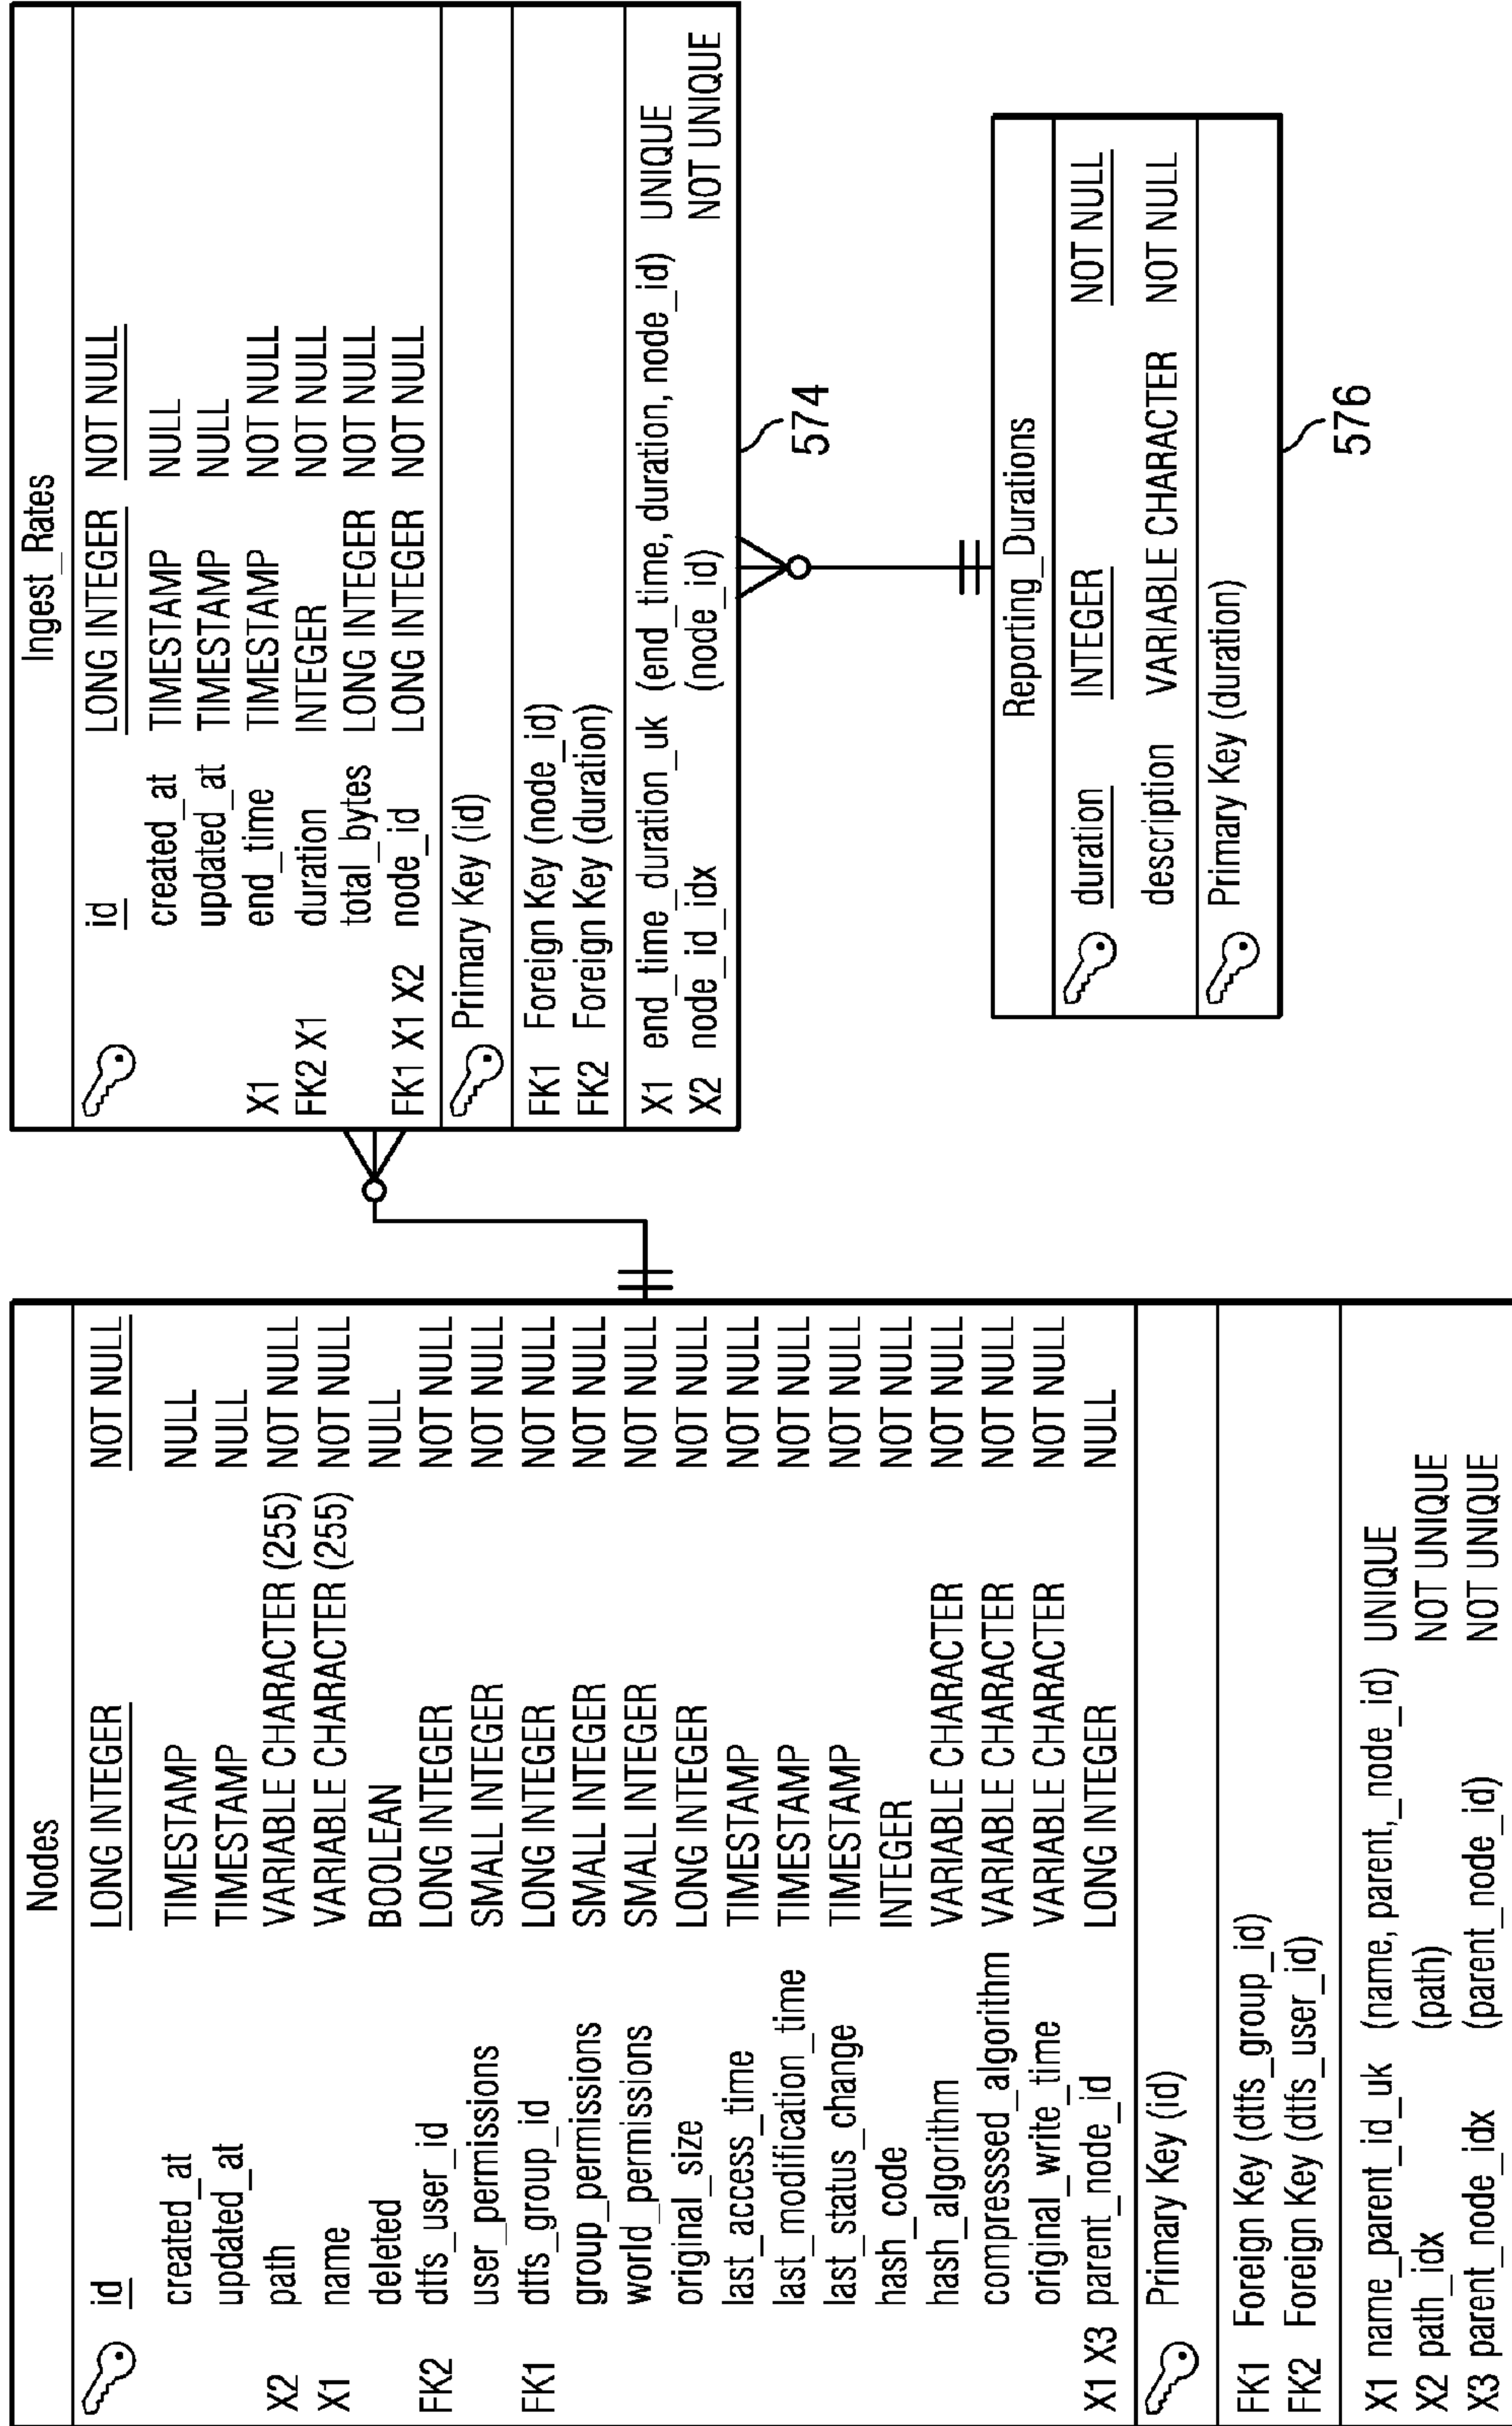 Nodes
id LONG INTEGER NOT NULL
created_at TIMESTAMP NULL
updated_at TIMESTAMP NULL
X2 path VARIABLE CHARACTER (255) NOT NULL
X1 name VARIABLE CHARACTER (255) NOT NULL
deleted BOOLEAN NULL
FK2 dtfs_user_id LONG INTEGER NOT NULL
user_permissions SMALL INTEGER NOT NULL
FK1 dtfs_group_id LONG INTEGER NOT NULL
group_permissions SMALL INTEGER NOT NULL
world_permissions SMALL INTEGER NOT NULL
original_size LONG INTEGER NOT NULL
last_access_time TIMESTAMP NOT NULL
last_modification_time TIMESTAMP NOT NULL
last_status_change TIMESTAMP NOT NULL
hash_code INTEGER NOT NULL
hash_algorithm VARIABLE CHARACTER NOT NULL
compresssed_algorithm VARIABLE CHARACTER NOT NULL
original_write_time VARIABLE CHARACTER NOT NULL
X1 X3 parent_node_id LONG INTEGER NULL
Primary Key (id)
FK1 Foreign Key (dtfs_group_id)
FK2 Foreign Key (dtfs_user_id)
X1 name_parent_id_uk (name, parent,_node_id) UNIQUE
X2 path_idx (path) NOT UNIQUE
X3 parent_node_idx (parent_node_id) NOT UNIQUE
Ingest_Rates
id LONG INTEGER NOT NULL
created_at TIMESTAMP NULL
updated_at TIMESTAMP NULL
X1 end_time TIMESTAMP NOT NULL
FK2 X1 duration INTEGER NOT NULL
total_bytes LONG INTEGER NOT NULL
FK1 X1 X2 node_id LONG INTEGER NOT NULL
Primary Key (id)
FK1 Foreign Key (node_id)
FK2 Foreign Key (duration)
X1 end_time_duration_uk (end_time, duration, node_id) UNIQUE
X2 node_id_idx (node_id) NOT UNIQUE
574
Reporting_Durations
duration INTEGER NOT NULL
description VARIABLE CHARACTER NOT NULL
Primary Key (duration)
576